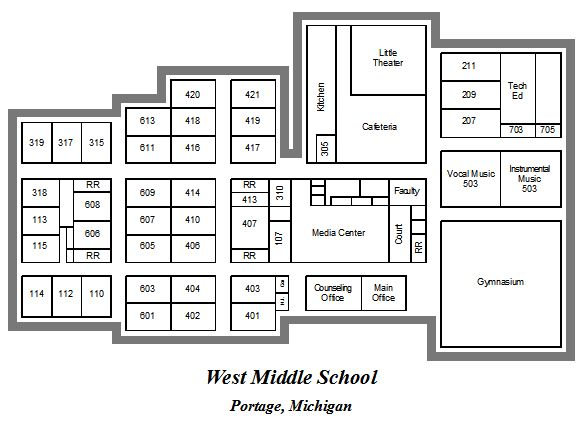 Little
Theater
Kitchen
Cafeteria
305
211
209
207
Tech
Ed
703
705
420
421
613
418
419
611
416
417
319
317
315
318
113
115
RR
608
606
RR
609
414
607
410
605
406
RR
413
407
RR
310
107
Media Center
Faculty
Court
RR
Vocal Music
503
Instrumental
Music
503
Gymnasium
114
112
110
603
404
601
402
403
401
Counseling
Office
Main
Office
West Middle School
Portage, Michigan